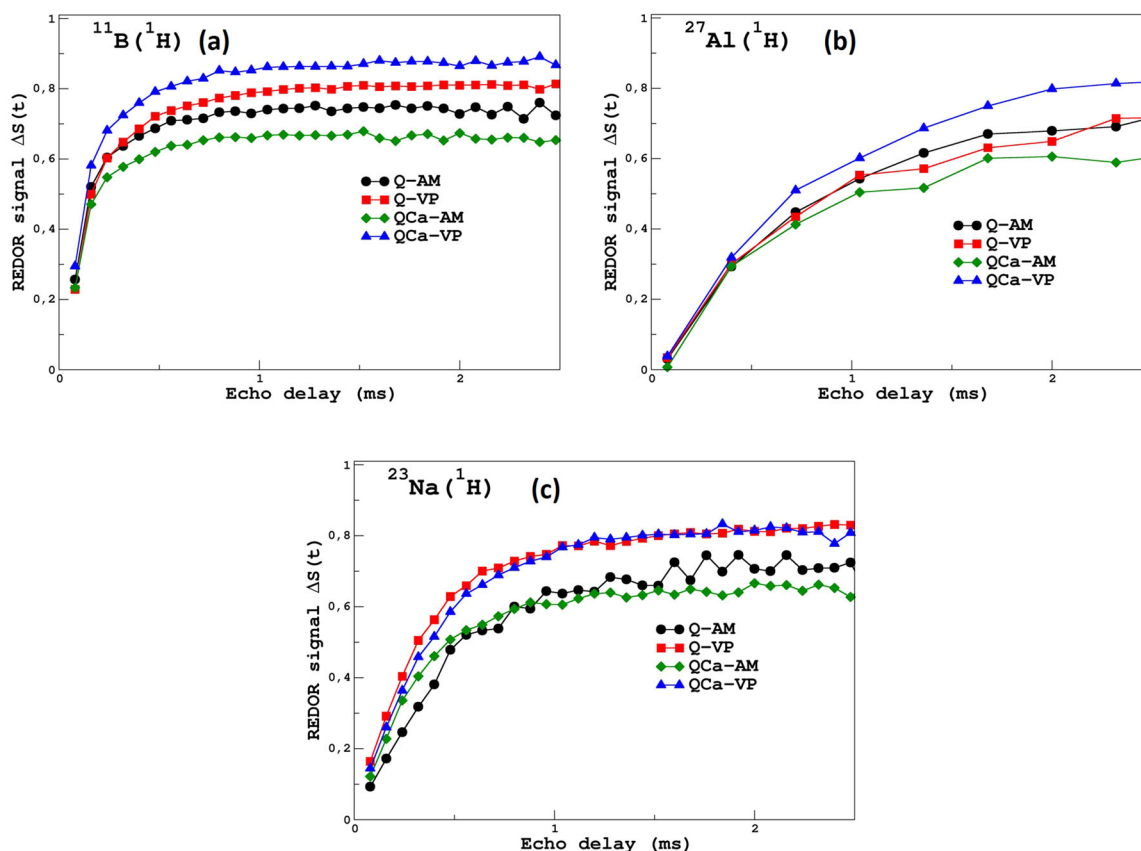 ¹¹B(¹H) (a)
REDOR signal ΔS(t)
1
0,8
0,6
0,4
0,2
0
Q-AM
Q-VP
QCa-AM
QCa-VP
0 1 2
Echo delay (ms)
²⁷Al(¹H) (b)
REDOR signal ΔS(t)
1
0,8
0,6
0,4
0,2
0
Q-AM
Q-VP
QCa-AM
QCa-VP
0 1 2
Echo delay (ms)
²³Na(¹H) (c)
REDOR signal ΔS(t)
1
0,8
0,6
0,4
0,2
0
Q-AM
Q-VP
QCa-AM
QCa-VP
0 1 2
Echo delay (ms)